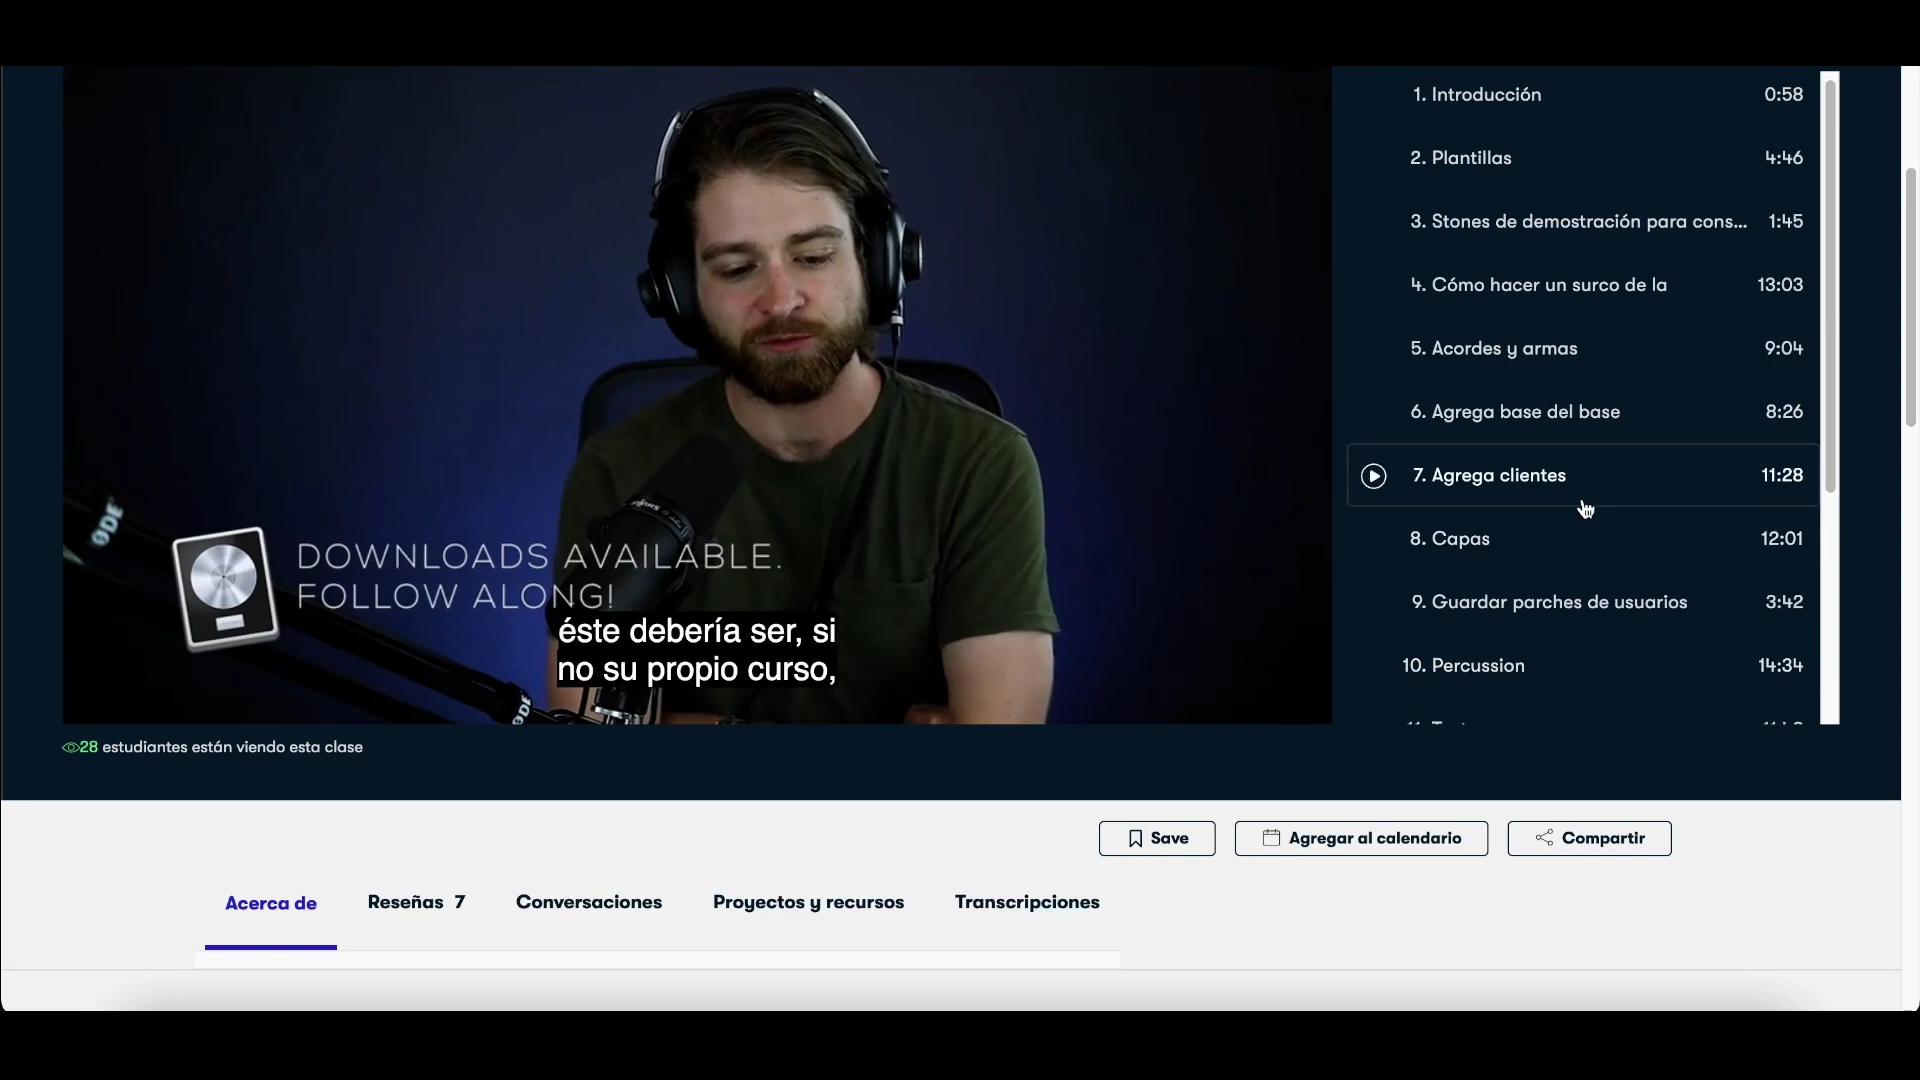 1. Introducción 0:58
2. Plantillas 4:46
3. Stones de demostración para cons... 1:45
4. Cómo hacer un surco de la 13:03
5. Acordes y armas 9:04
6. Agrega base del base 8:26
7. Agrega clientes 11:28
8. Capas 12:01
9. Guardar parches de usuarios 3:42
10. Percussion 14:34
DOWNLOADS AVAILABLE.
FOLLOW ALONG!
éste debería ser, si
no su propio curso,
28 estudiantes están viendo esta clase
Save
Agregar al calendario
Compartir
Acerca de
Reseñas 7
Conversaciones
Proyectos y recursos
Transcripciones